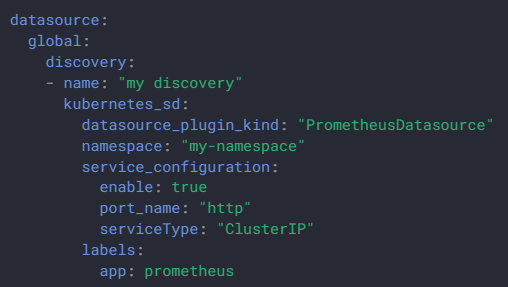 datasource:
  global:
    discovery:
    - name: "my discovery"
      kubernetes_sd:
        datasource_plugin_kind: "PrometheusDatasource"
        namespace: "my-namespace"
        service_configuration:
          enable: true
          port_name: "http"
          serviceType: "ClusterIP"
        labels:
          app: prometheus